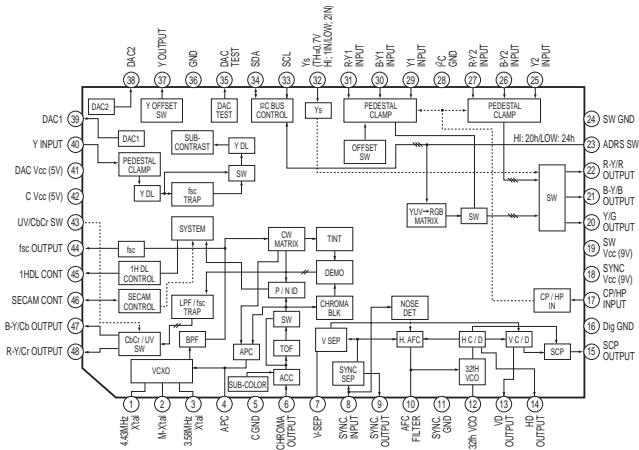 DAC2
Y OUTPUT
GND
DAC
TEST
SDA
SCL
Ys
(TH=0.7V
HI: 1IN/LOW: 2IN)
R-Y1
INPUT
B-Y1
INPUT
Y1
INPUT
I²C
GND
R-Y2
INPUT
B-Y2
INPUT
Y2
INPUT
38
37
36
35
34
33
32
31
30
29
28
27
26
25
DAC1
39
Y INPUT
40
DAC Vcc (5V)
41
C Vcc (5V)
42
UV/CbCr SW
43
fsc OUTPUT
44
1HDL CONT
45
SECAM CONT
46
B-Y/Cb OUTPUT
47
R-Y/Cr OUTPUT
48
DAC2
Y OFFSET
SW
DAC
TEST
I²C BUS
CONTROL
Ys
PEDESTAL
CLAMP
PEDESTAL
CLAMP
DAC1
SUB-
CONTRAST
Y DL
PEDESTAL
CLAMP
SW
Y DL
fsc
TRAP
OFFSET
SW
HI: 20h/LOW: 24h
YUV→RGB
MATRIX
SW
SW
SYSTEM
fsc
1H DL
CONTROL
SECAM
CONTROL
LPF / fsc
TRAP
CbCr / UV
SW
BPF
VCXO
CW
MATRIX
TINT
P / N ID
DEMO
CHROMA
BLK
SW
APC
TOF
SUB-COLOR
ACC
NOSE
DET
V SEP
H. AFC
H C / D
V C / D
SCP
SYNC
SEP
32fH
VCO
CP / HP
IN
24
SW GND
23
ADRS SW
22
R-Y/R
OUTPUT
21
B-Y/B
OUTPUT
20
Y/G
OUTPUT
19
SW
Vcc (9V)
18
SYNC
Vcc (9V)
17
CP/HP
INPUT
16
Dig GND
15
SCP
OUTPUT
1
2
3
4
5
6
7
8
9
10
11
12
13
14
4.43MHz
Xtal
M-Xtal
3.58MHz
Xtal
APC
C GND
CHROMA
OUTPUT
V-SEP
SYNC.
INPUT
SYNC.
OUTPUT
AFC
FILTER
SYNC.
GND
32fh VCO
VD
OUTPUT
HD
OUTPUT